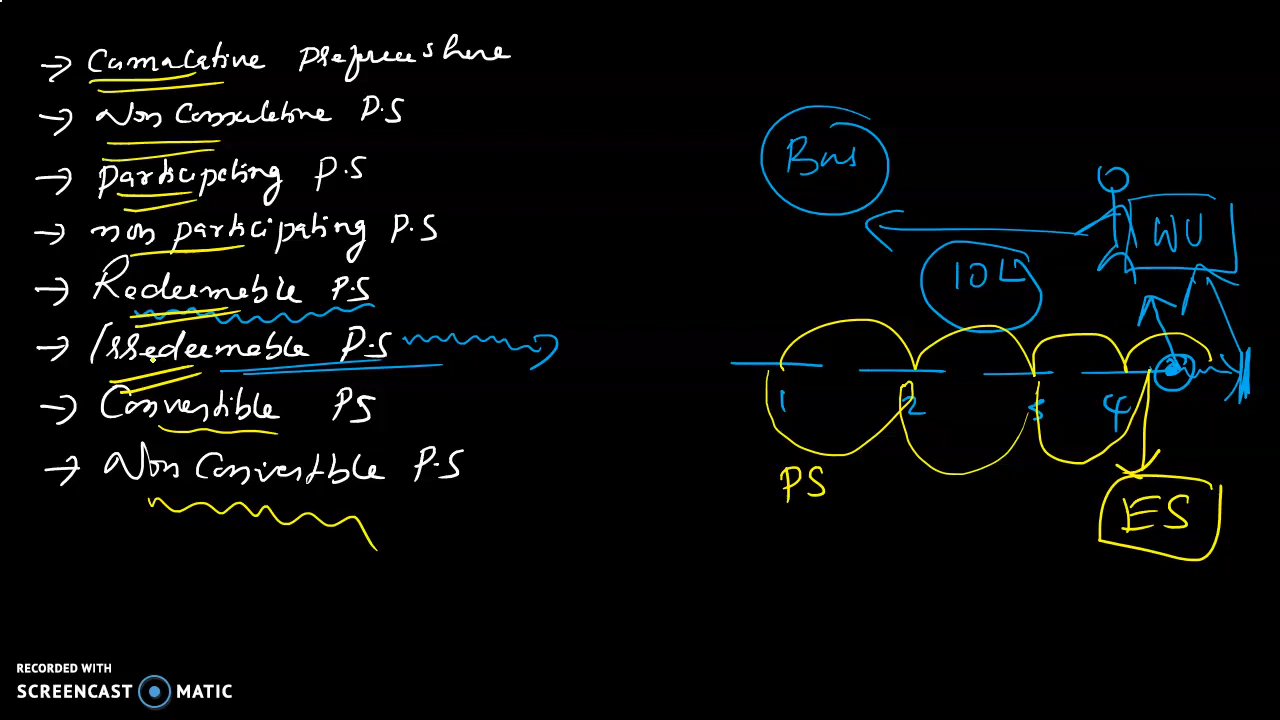 → Cumulative preference share
→ Non Cumulative P.S
→ participating P.S
→ non participating P.S
→ Redeemable P.S
→ Irredeemable P.S
→ Convertible PS
→ Non Convertible P.S
Bus
WU
10L
1 2 3 4
PS
ES
RECORDED WITH
SCREENCAST MATIC